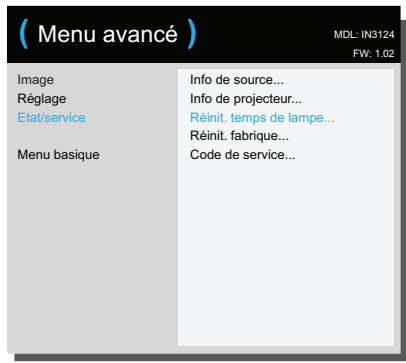 ( Menu avancé )
MDL: IN3124
FW: 1.02
Image
Réglage
Etat/service
Menu basique
Info de source...
Info de projecteur...
Réinit. temps de lampe...
Réinit. fabrique...
Code de service...